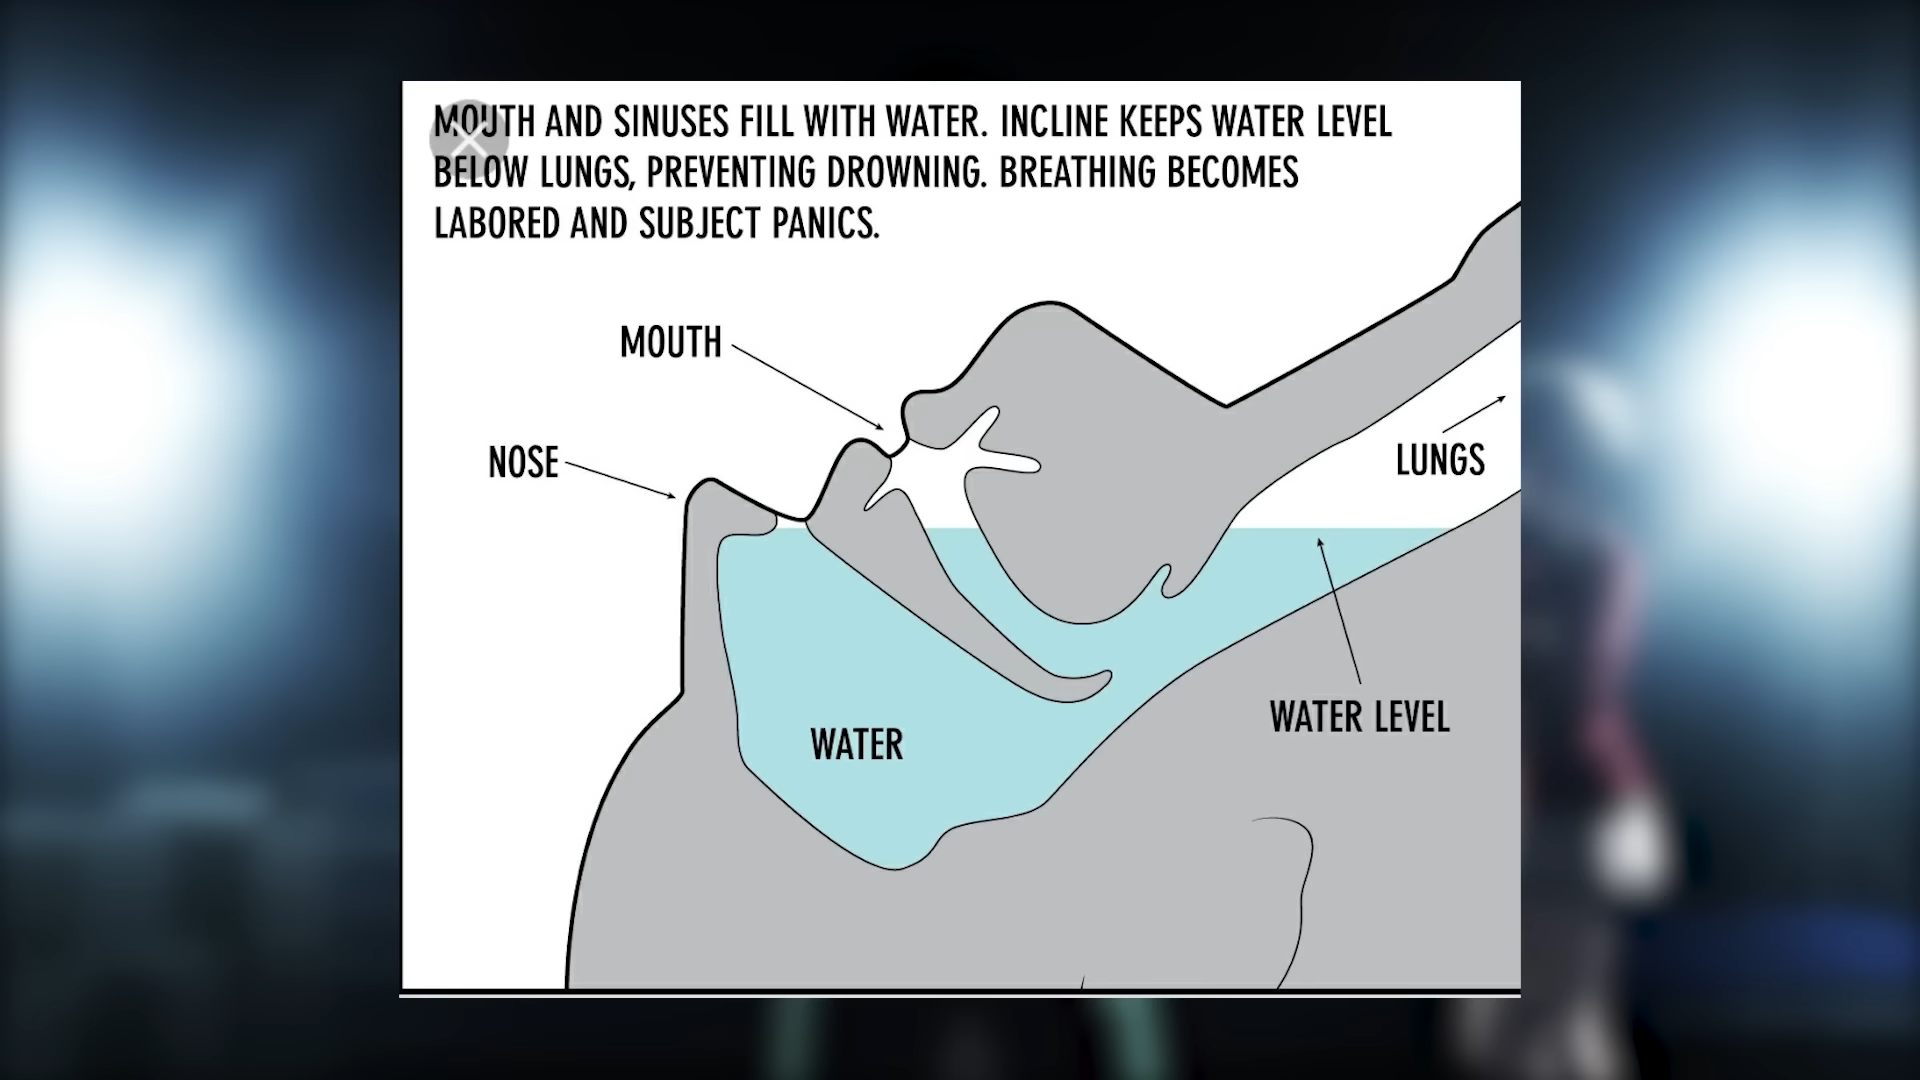 MOUTH AND SINUSES FILL WITH WATER. INCLINE KEEPS WATER LEVEL
BELOW LUNGS, PREVENTING DROWNING. BREATHING BECOMES
LABORED AND SUBJECT PANICS.
MOUTH
NOSE
LUNGS
WATER LEVEL
WATER